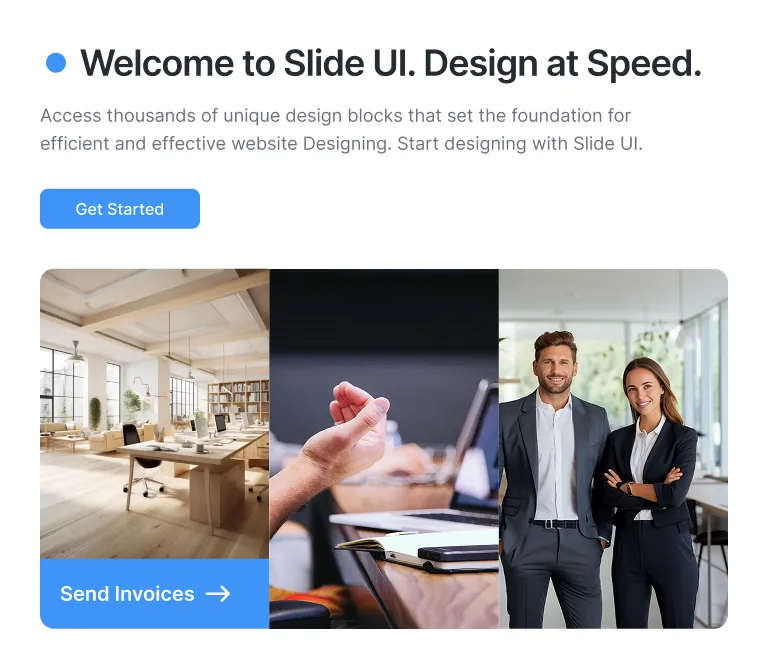 Welcome to Slide UI. Design at Speed.
Access thousands of unique design blocks that set the foundation for
efficient and effective website Designing. Start designing with Slide UI.
Get Started
Send Invoices